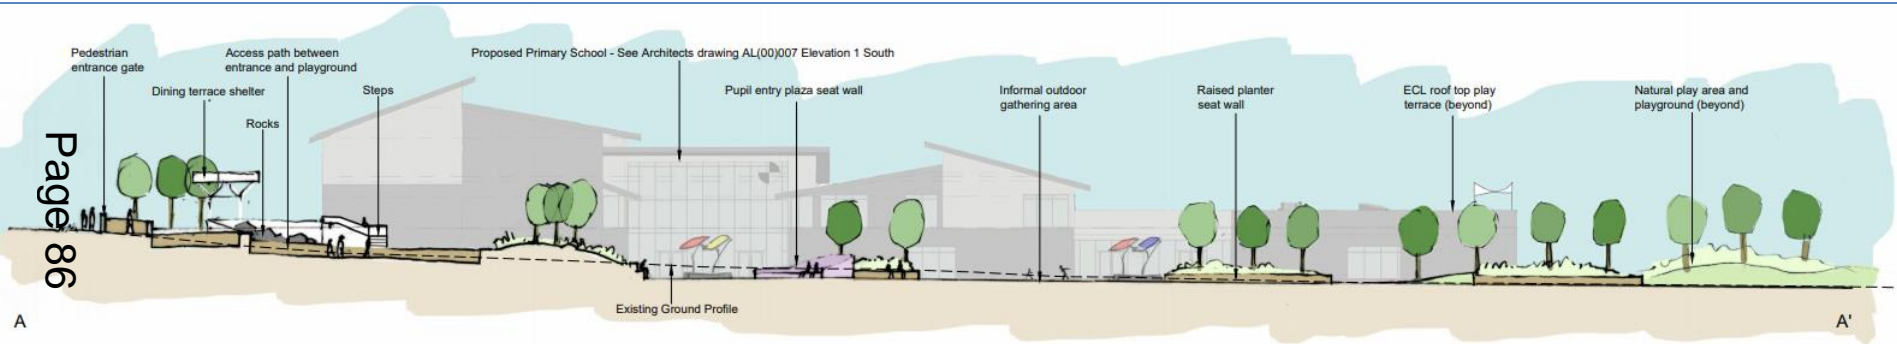 Pedestrian
entrance gate
Access path between
entrance and playground
Proposed Primary School - See Architects drawing AL(00)007 Elevation 1 South
Dining terrace shelter
Steps
Pupil entry plaza seat wall
Informal outdoor
gathering area
Raised planter
seat wall
ECL roof top play
terrace (beyond)
Natural play area and
playground (beyond)
Rocks
Page 86
Existing Ground Profile
A
A'